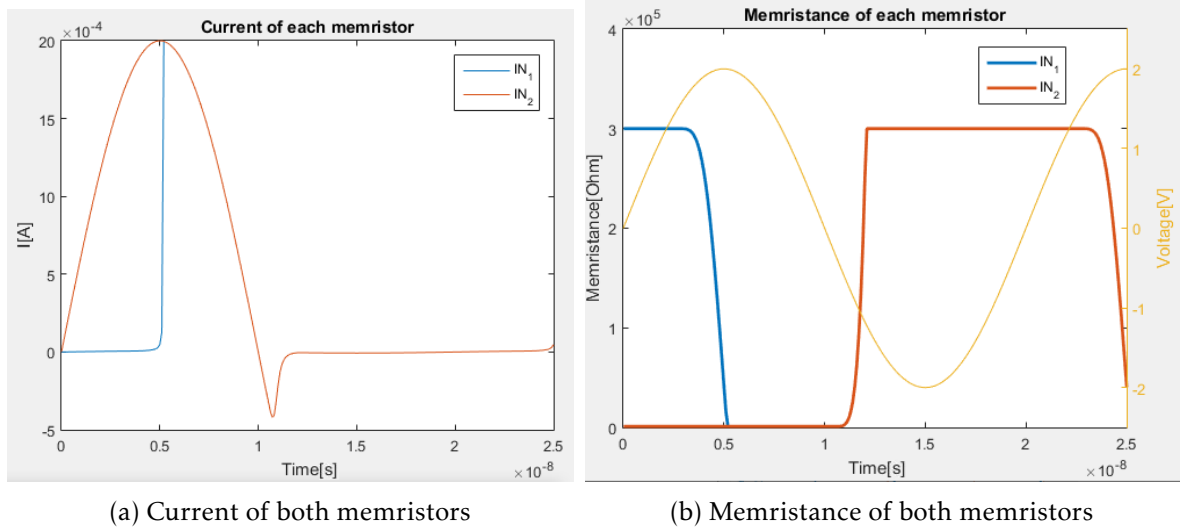 Current of each memristor
×10⁻⁴
20
15
10
5
0
-5
I[A]
IN₁
IN₂
0
0.5
1
1.5
2
2.5
Time[s]
×10⁻⁸
(a) Current of both memristors
Memristance of each memristor
×10⁵
4
3
2
1
0
Memristance[Ohm]
IN₁
IN₂
2
1
0
-1
-2
Voltage[V]
0
0.5
1
1.5
2
2.5
Time[s]
×10⁻⁸
(b) Memristance of both memristors